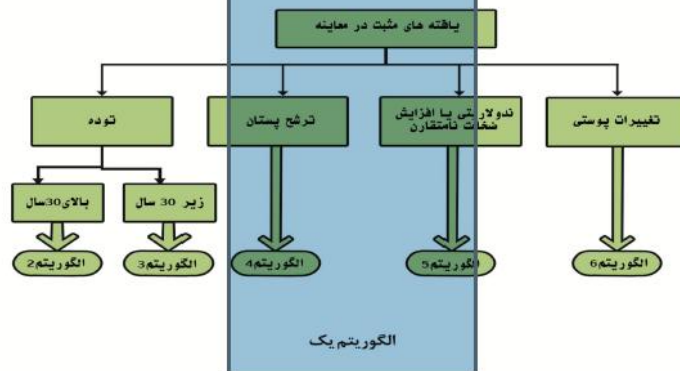 یافته های مثبت در معاینه
تغییرات پوستی
ندولاریتی یا افزایش
ضخامت نامتقارن
ترشح پستان
توده
زیر 30 سال
بالای30سال
الگوریتم6
الگوریتم5
الگوریتم4
الگوریتم3
الگوریتم2
الگوریتم یک